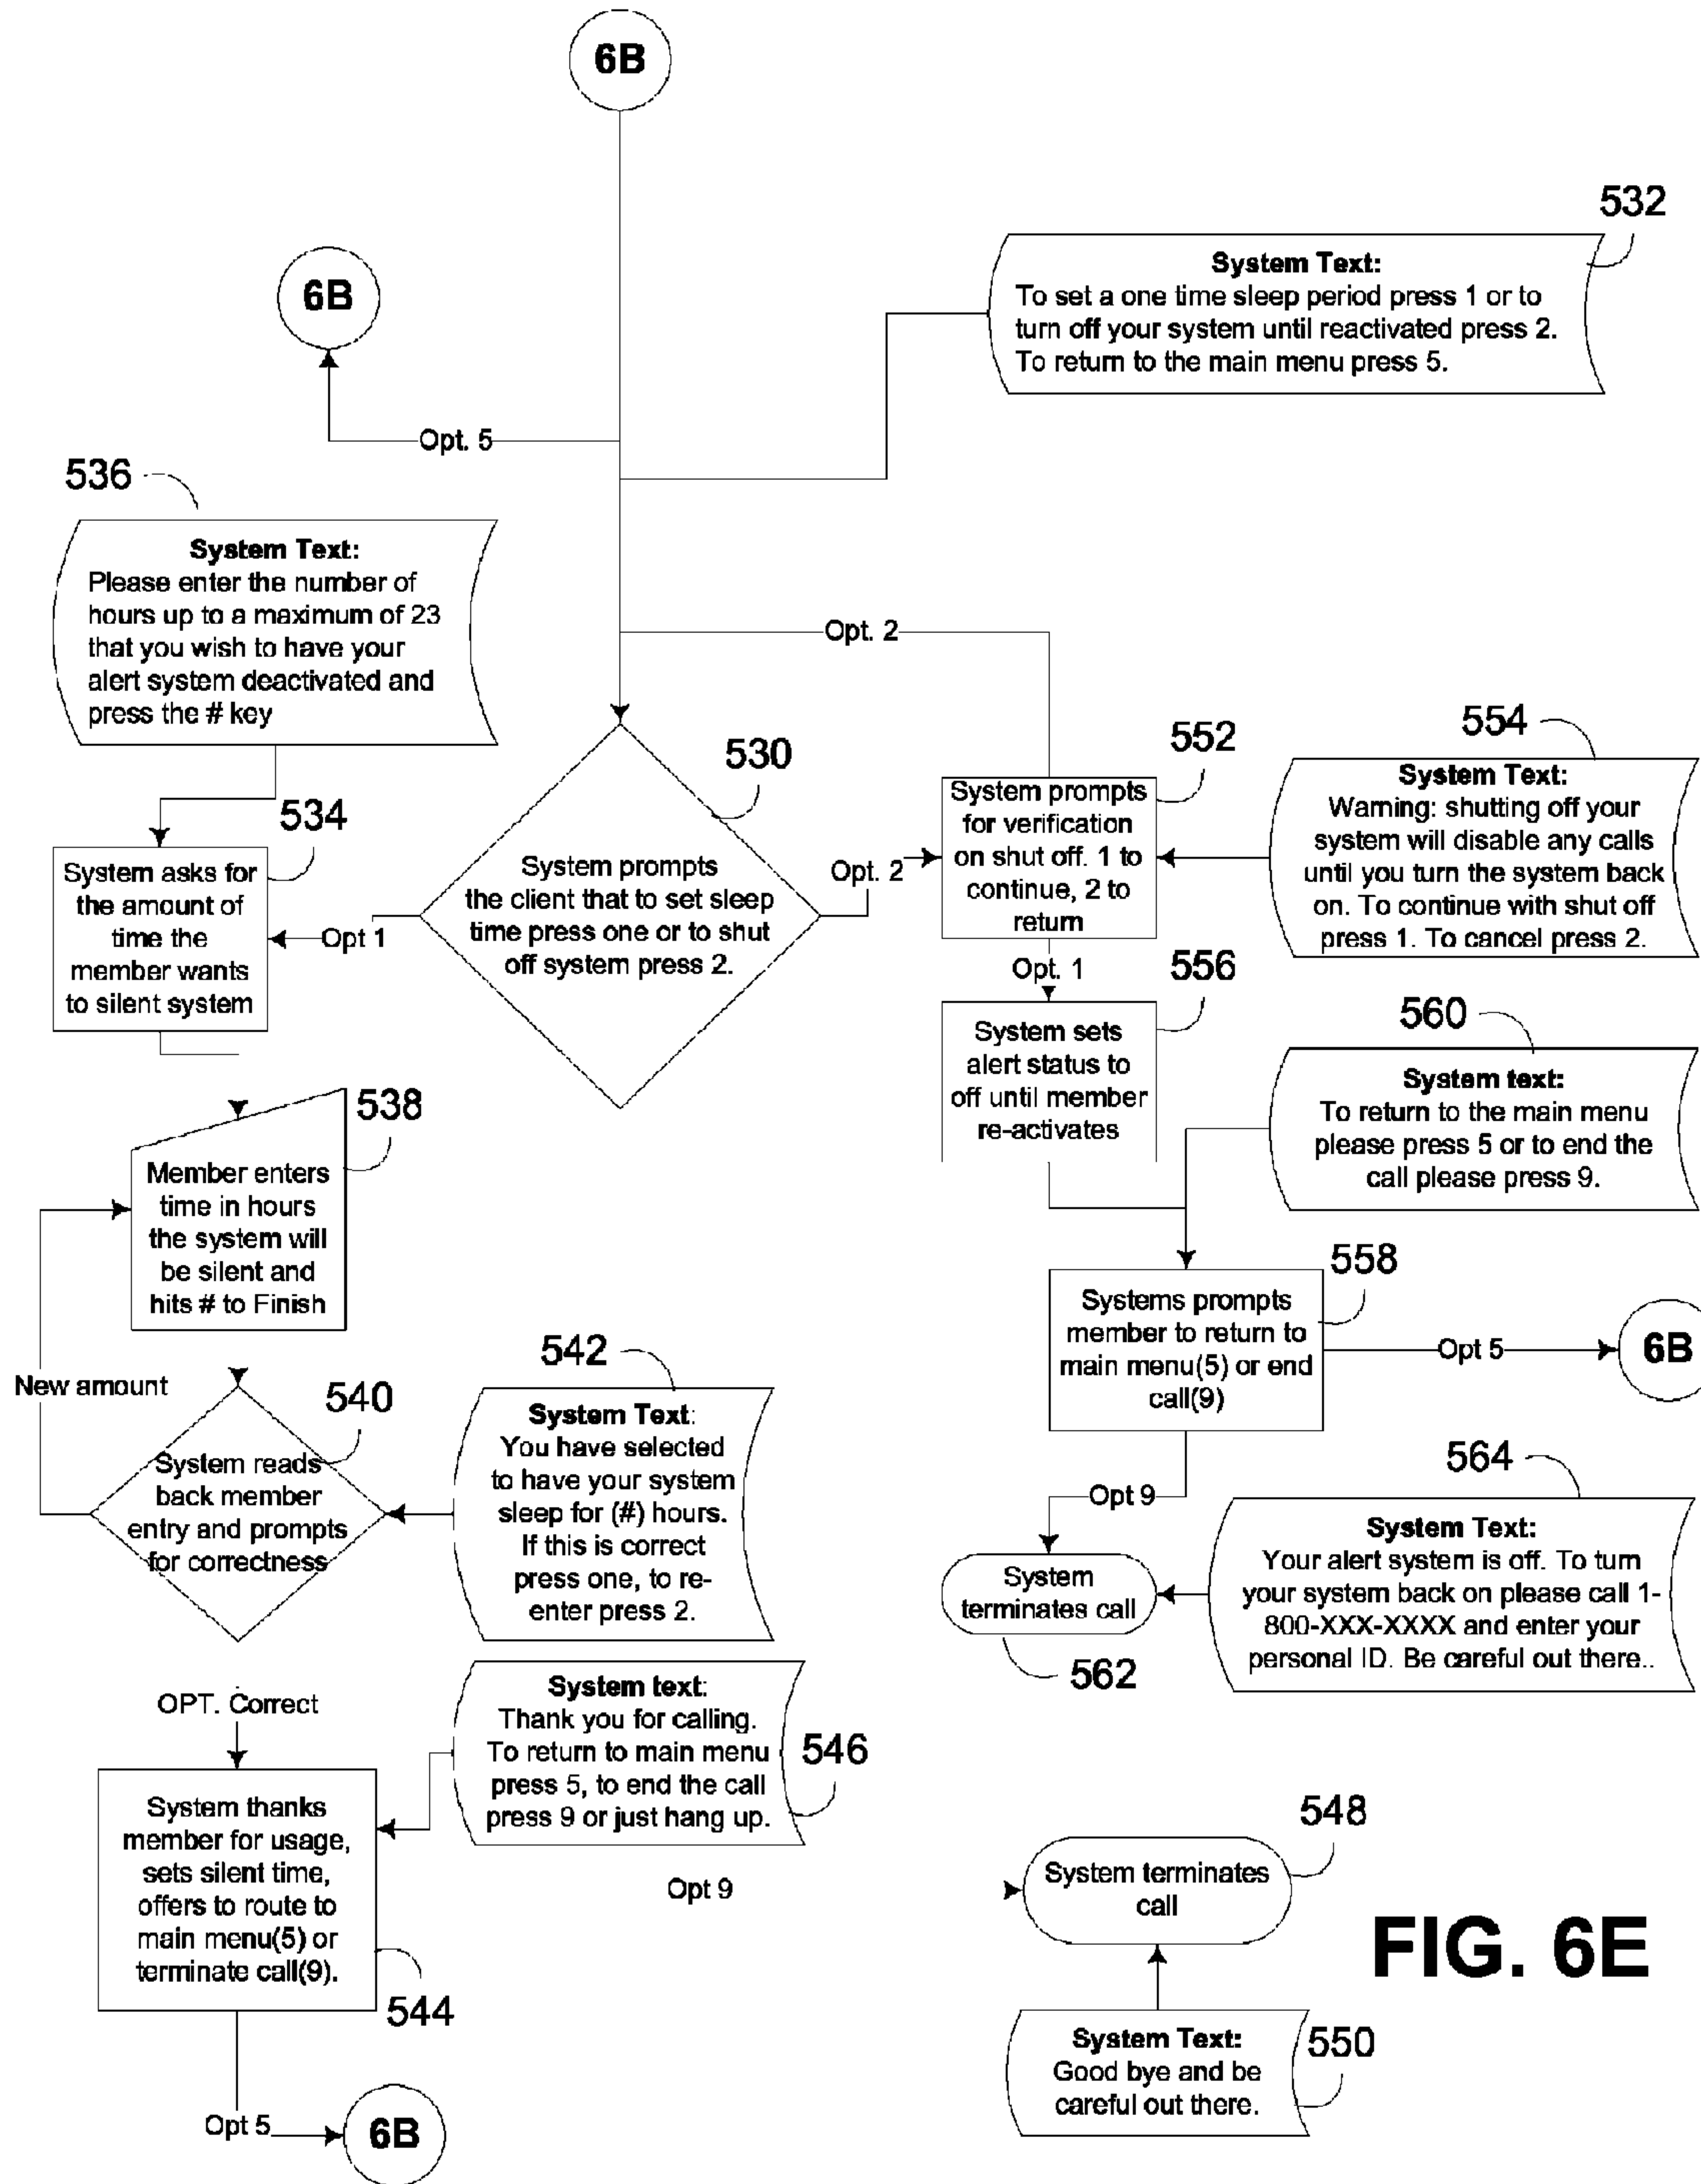 6B
532
System Text:
To set a one time sleep period press 1 or to
turn off your system until reactivated press 2.
To return to the main menu press 5.
6B
Opt. 5
536
System Text:
Please enter the number of
hours up to a maximum of 23
that you wish to have your
alert system deactivated and
press the # key
Opt. 2
530
System prompts
the client that to set sleep
time press one or to shut
off system press 2.
534
System asks for
the amount of
time the
member wants
to silent system
Opt 1
Opt. 2
552
System prompts
for verification
on shut off. 1 to
continue, 2 to
return
554
System Text:
Warning: shutting off your
system will disable any calls
until you turn the system back
on. To continue with shut off
press 1. To cancel press 2.
Opt. 1
556
System sets
alert status to
off until member
re-activates
560
System text:
To return to the main menu
please press 5 or to end the
call please press 9.
538
Member enters
time in hours
the system will
be silent and
hits # to Finish
558
Systems prompts
member to return to
main menu(5) or end
call(9)
Opt 5
6B
New amount
540
System reads
back member
entry and prompts
for correctness
542
System Text:
You have selected
to have your system
sleep for (#) hours.
If this is correct
press one, to re-
enter press 2.
Opt 9
564
System Text:
Your alert system is off. To turn
your system back on please call 1-
800-XXX-XXXX and enter your
personal ID. Be careful out there..
System
terminates call
562
OPT. Correct
546
System text:
Thank you for calling.
To return to main menu
press 5, to end the call
press 9 or just hang up.
System thanks
member for usage,
sets silent time,
offers to route to
main menu(5) or
terminate call(9).
544
Opt 9
548
System terminates
call
FIG. 6E
550
System Text:
Good bye and be
careful out there.
Opt 5
6B